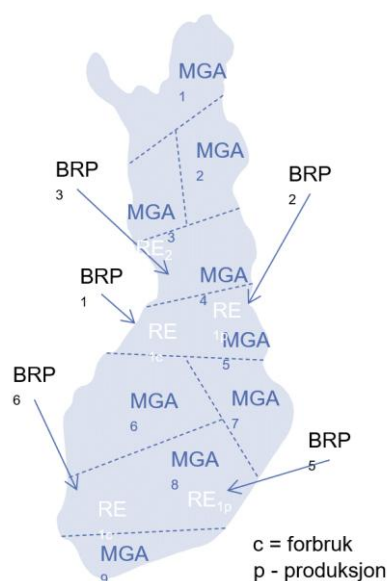 MGA
1
MGA
2
BRP
3
BRP
2
MGA
3
RE2
BRP
1
MGA
4
RE
1c
RE
1p
MGA
5
BRP
6
MGA
6
MGA
7
MGA
8
BRP
5
RE
1c
RE1p
MGA
9
c = forbruk
p - produksjon